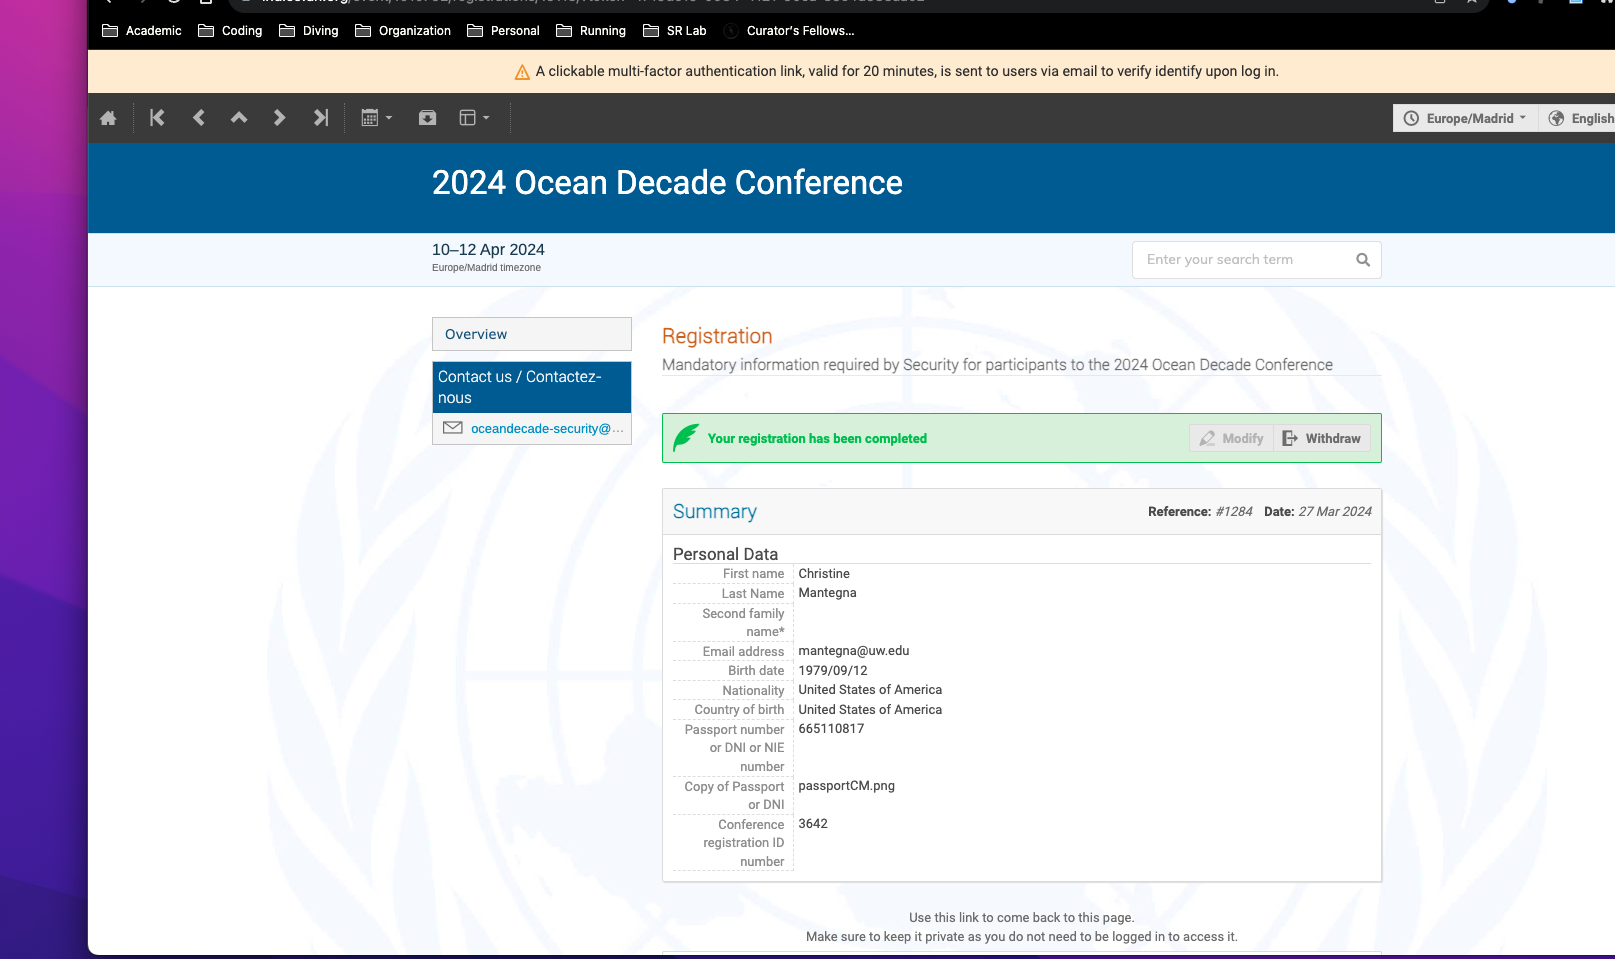 Academic Coding Diving Organization Personal Running SR Lab Curator's Fellows...
A clickable multi-factor authentication link, valid for 20 minutes, is sent to users via email to verify identify upon log in.
Europe/Madrid English
2024 Ocean Decade Conference
10–12 Apr 2024
Europe/Madrid timezone
Enter your search term
Overview
Contact us / Contactez-
nous
oceandecade-security@...
Registration
Mandatory information required by Security for participants to the 2024 Ocean Decade Conference
Your registration has been completed
Modify Withdraw
Summary Reference: #1284 Date: 27 Mar 2024
Personal Data
First name Christine
Last Name Mantegna
Second family
name*
Email address mantegna@uw.edu
Birth date 1979/09/12
Nationality United States of America
Country of birth United States of America
Passport number 665110817
or DNI or NIE
number
Copy of Passport passportCM.png
or DNI
Conference 3642
registration ID
number
Use this link to come back to this page.
Make sure to keep it private as you do not need to be logged in to access it.